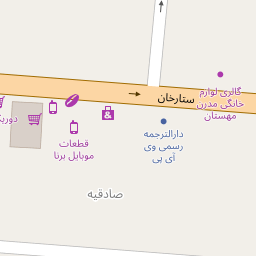 ستارخان
گالری لوازم
خانگی مدرن
مهستان
دارالترجمه
رسمی وی
آی پی
قطعات
موبایل برنا
صادقیه